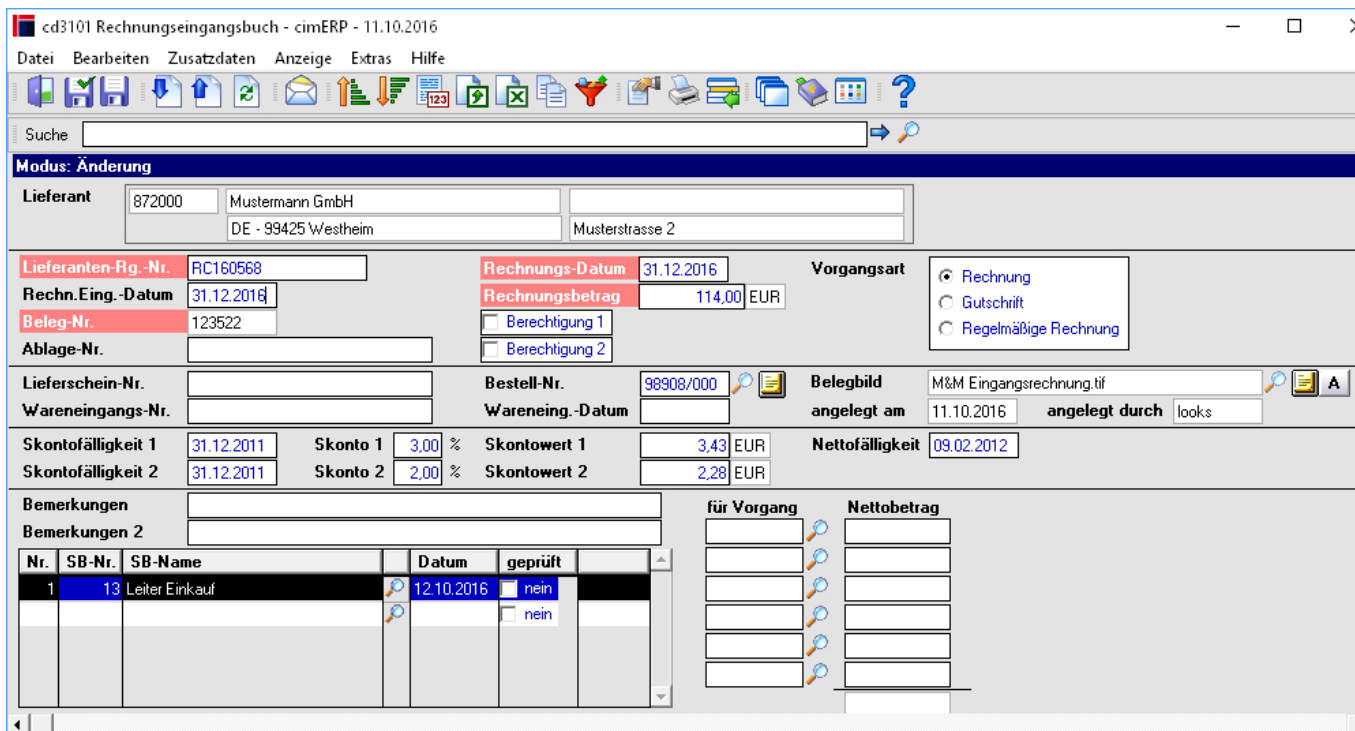 cd3101 Rechnungseingangsbuch - cimERP - 11.10.2016
Datei Bearbeiten Zusatzdaten Anzeige Extras Hilfe
123
Suche
Modus: Änderung
Lieferant 872000 Mustermann GmbH
DE - 99425 Westheim Musterstrasse 2
Lieferanten-Rg.-Nr. RC160568 Rechnungs-Datum 31.12.2016 Vorgangsart Rechnung
Rechn.Eing.-Datum 31.12.2016 Rechnungsbetrag 114,00 EUR Gutschrift
Beleg-Nr. 123522 Berechtigung 1 Regelmäßige Rechnung
Ablage-Nr. Berechtigung 2
Lieferschein-Nr. Bestell-Nr. 98908/000 Belegbild M&M Eingangsrechnung.tif A
Wareneingangs-Nr. Wareneing.-Datum angelegt am 11.10.2016 angelegt durch looks
Skontofälligkeit 1 31.12.2011 Skonto 1 3,00 % Skontowert 1 3,43 EUR Nettofälligkeit 09.02.2012
Skontofälligkeit 2 31.12.2011 Skonto 2 2,00 % Skontowert 2 2,28 EUR
Bemerkungen für Vorgang Nettobetrag
Bemerkungen 2
Nr. SB-Nr. SB-Name Datum geprüft
1 13 Leiter Einkauf 12.10.2016 nein
nein